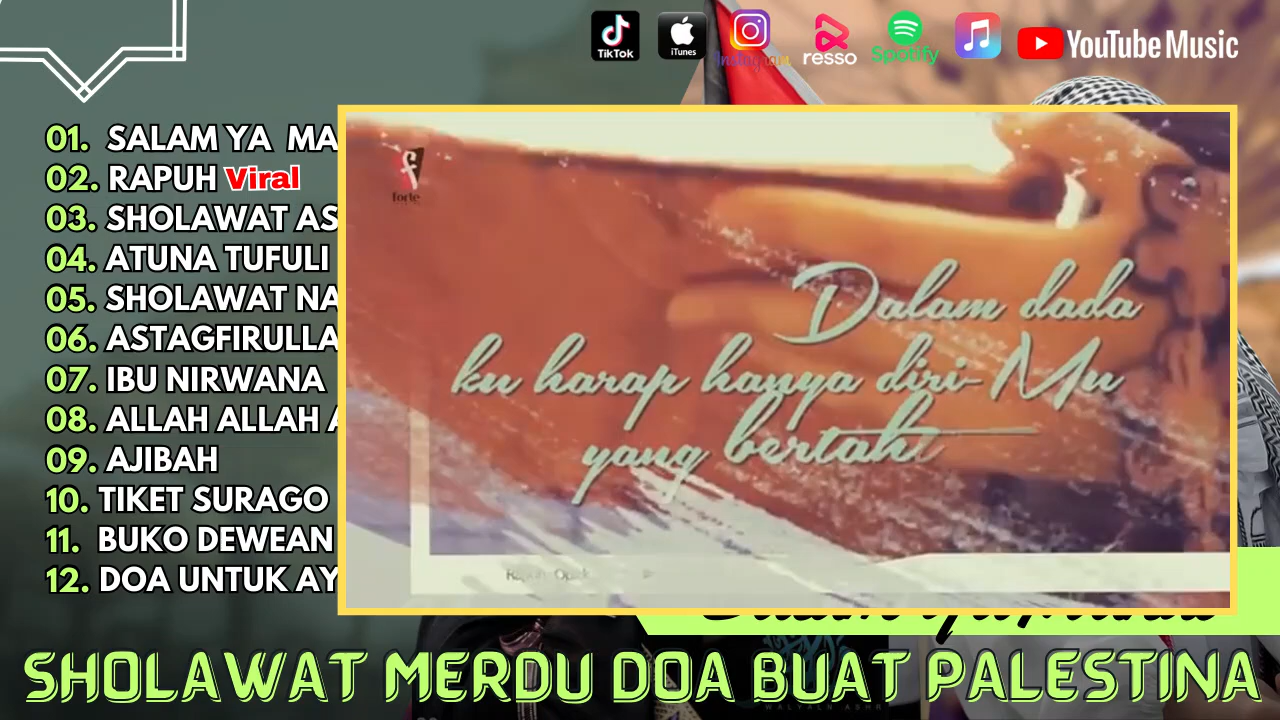 TikTok
iTunes
Instagram
resso
Spotify
YouTube Music
01. SALAM YA MA
02. RAPUH Viral
03. SHOLAWAT AS
04. ATUNA TUFULI
05. SHOLAWAT NA
06. ASTAGFIRULLA
07. IBU NIRWANA
08. ALLAH ALLAH A
09. AJIBAH
10. TIKET SURAGO
11. BUKO DEWEAN
12. DOA UNTUK AY
forte
Dalam dada
ku harap hanya diri-Mu
yang bertaht
SHOLAWAT MERDU DOA BUAT PALESTINA